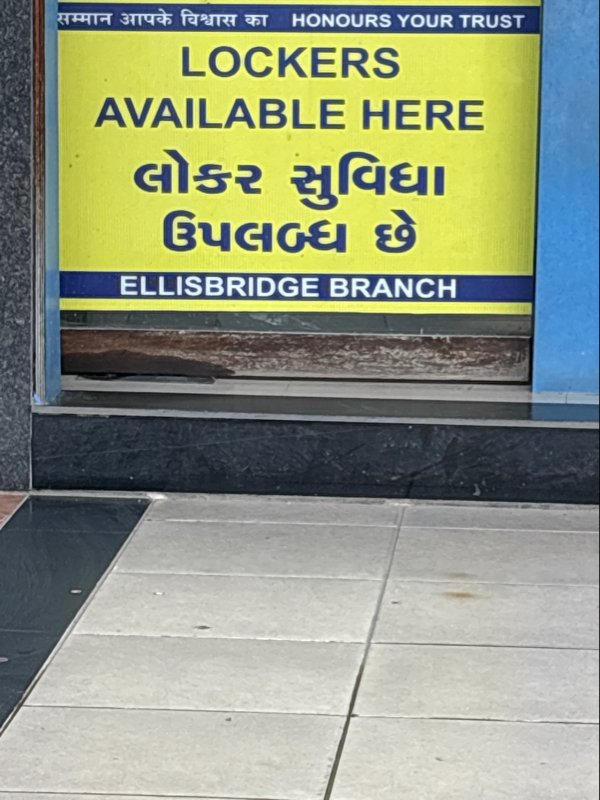 सम्मान आपके विश्वास का HONOURS YOUR TRUST
LOCKERS
AVAILABLE HERE
લોકર સુવિધા
ઉપલબ્ધ છે
ELLISBRIDGE BRANCH